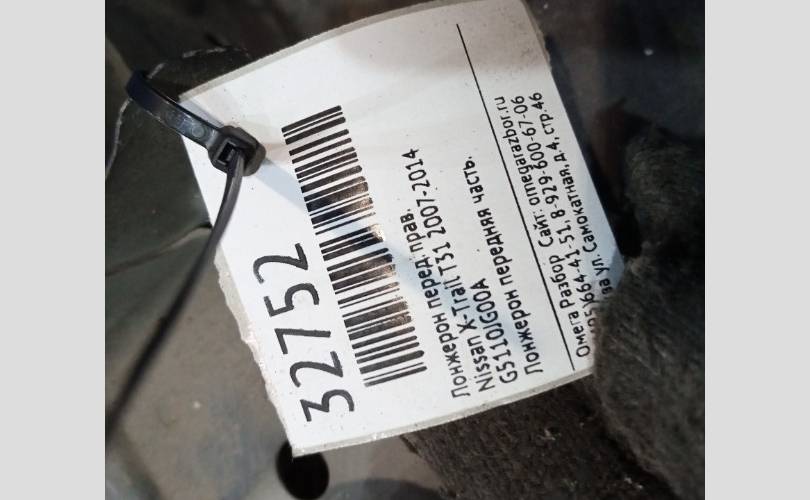 32752
Лонжерон перед. прав.
Nissan X-Trail T31 2007-2014
G5110JG00A
Лонжерон передняя часть.
Омега Разбор Сайт: omegarazbor.ru
664-41-51, 8-929-600-67-06
ул. Самокатная, д.4, стр.46